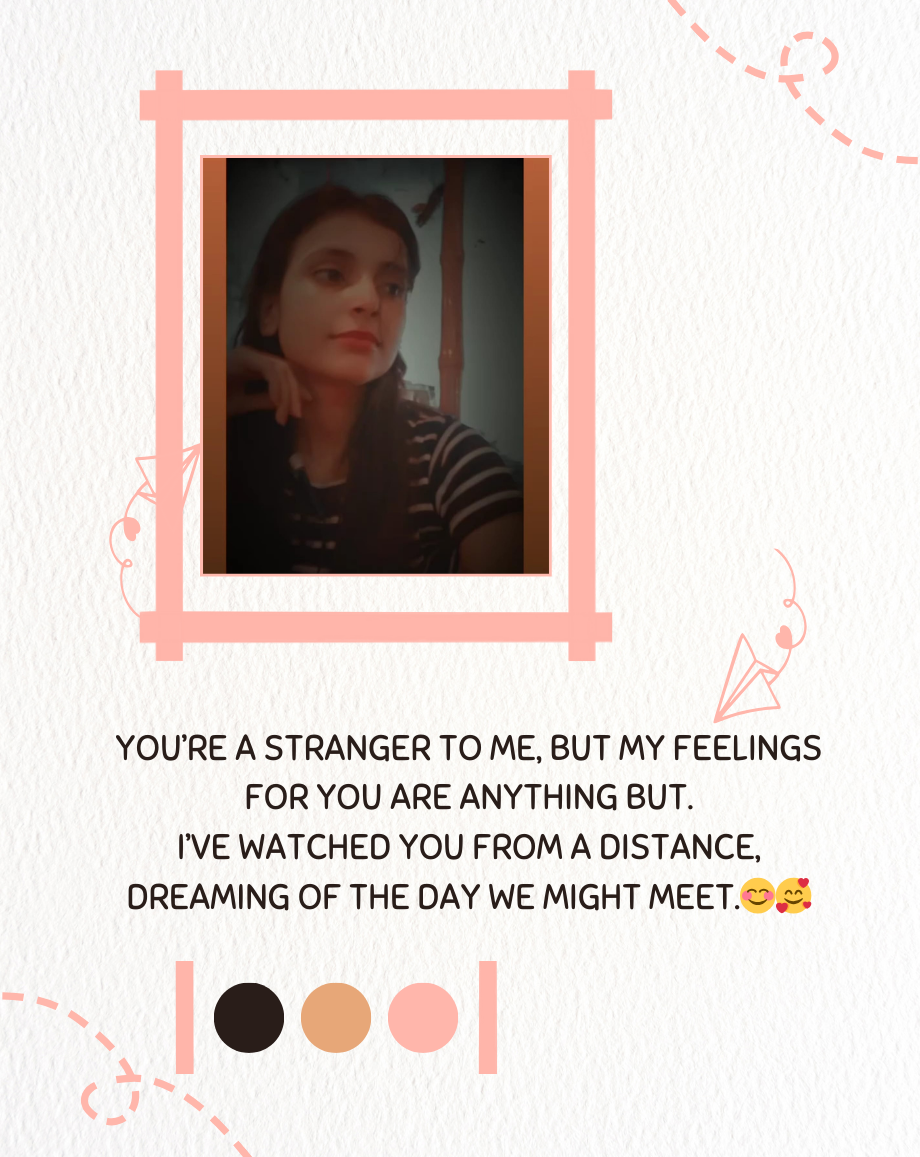 YOU’RE A STRANGER TO ME, BUT MY FEELINGS
FOR YOU ARE ANYTHING BUT.
I’VE WATCHED YOU FROM A DISTANCE,
DREAMING OF THE DAY WE MIGHT MEET.😊🥰